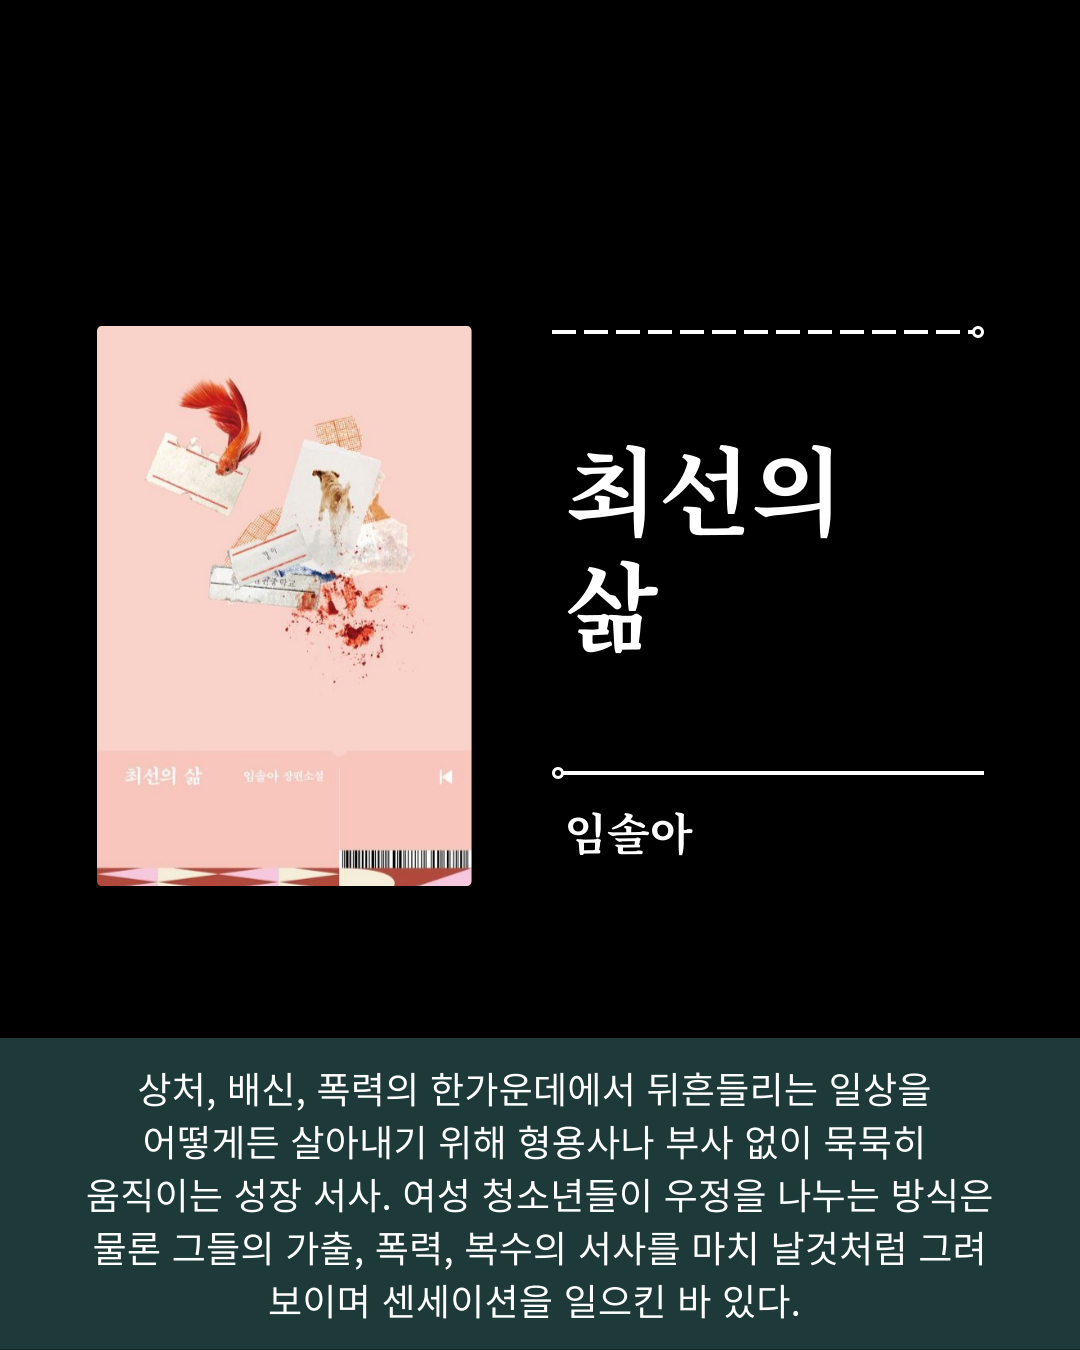 최선의
삶
임솔아
최선의 삶
임솔아 장편소설
상처, 배신, 폭력의 한가운데에서 뒤흔들리는 일상을
어떻게든 살아내기 위해 형용사나 부사 없이 묵묵히
움직이는 성장 서사. 여성 청소년들이 우정을 나누는 방식은
물론 그들의 가출, 폭력, 복수의 서사를 마치 날것처럼 그려
보이며 센세이션을 일으킨 바 있다.